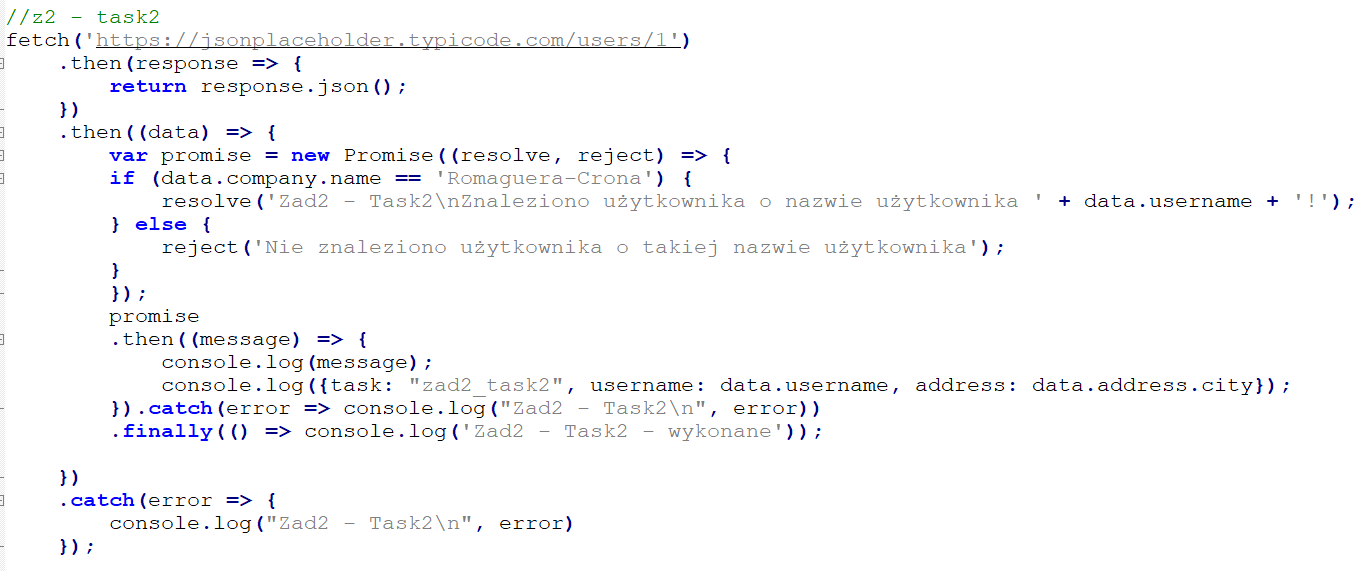 //z2 - task2
fetch('https://jsonplaceholder.typicode.com/users/1')
    .then(response => {
        return response.json();
    })
    .then((data) => {
        var promise = new Promise((resolve, reject) => {
        if (data.company.name == 'Romaguera-Crona') {
            resolve('Zad2 - Task2\nZnaleziono użytkownika o nazwie użytkownika ' + data.username + '!');
        } else {
            reject('Nie znaleziono użytkownika o takiej nazwie użytkownika');
        }
        });
        promise
        .then((message) => {
            console.log(message);
            console.log({task: "zad2_task2", username: data.username, address: data.address.city});
        }).catch(error => console.log("Zad2 - Task2\n", error))
        .finally(() => console.log('Zad2 - Task2 - wykonane'));

    })
    .catch(error => {
        console.log("Zad2 - Task2\n", error)
    });